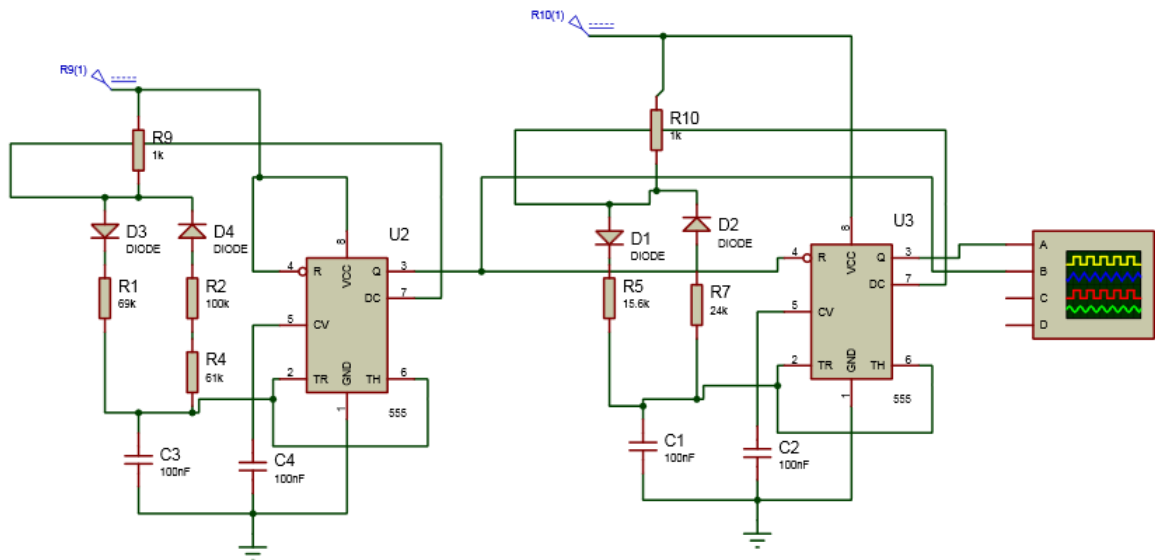 R10(1)
R9(1)
R10
1k
R9
1k
D3
DIODE
D4
DIODE
R1
69k
R2
100k
R4
61k
C3
100nF
C4
100nF
U2
8
VCC
4
R
Q
3
DC
7
5
CV
GND
2
TR
TH
6
1
555
D1
DIODE
D2
DIODE
R5
15.6k
R7
24k
C1
100nF
C2
100nF
U3
8
VCC
4
R
Q
3
DC
7
5
CV
GND
2
TR
TH
6
1
555
A
B
C
D